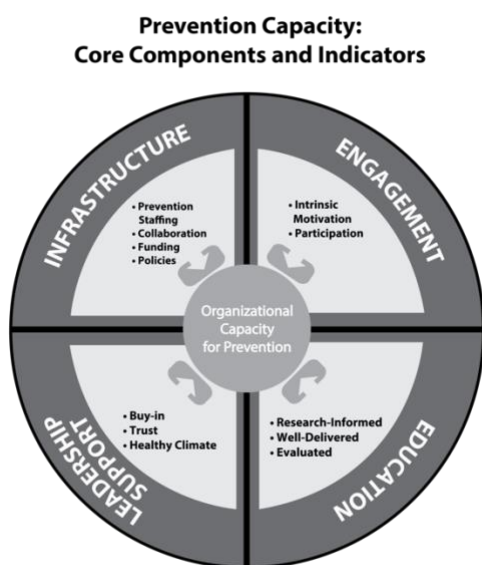 Prevention Capacity:
Core Components and Indicators
INFRASTRUCTURE
• Prevention
Staffing
• Collaboration
• Funding
• Policies
ENGAGEMENT
• Intrinsic
Motivation
• Participation
Organizational
Capacity
for Prevention
LEADERSHIP
SUPPORT
• Buy-in
• Trust
• Healthy Climate
EDUCATION
• Research-Informed
• Well-Delivered
• Evaluated